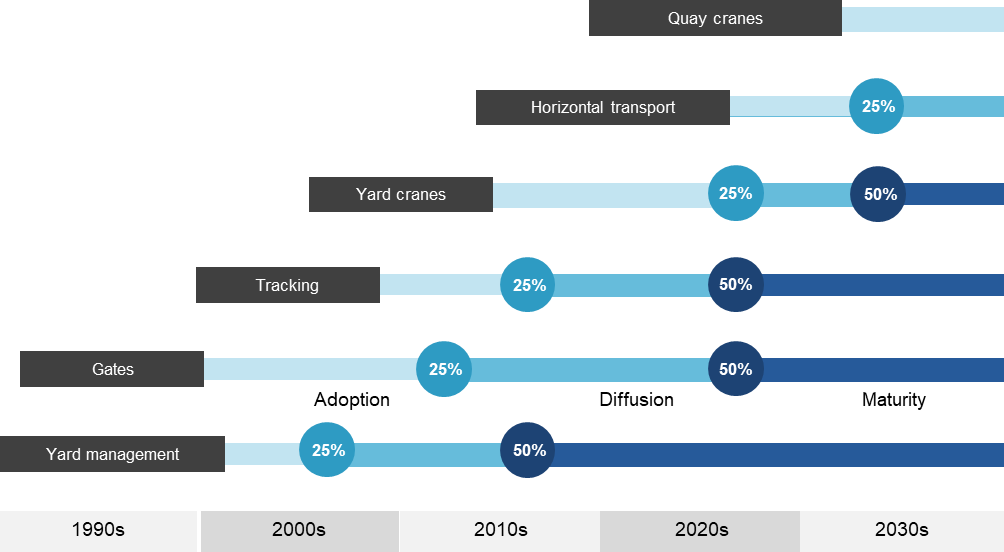 Quay cranes
Horizontal transport
25%
Yard cranes
25%
50%
Tracking
25%
50%
Gates
25%
50%
Adoption
Diffusion
Maturity
Yard management
25%
50%
1990s
2000s
2010s
2020s
2030s